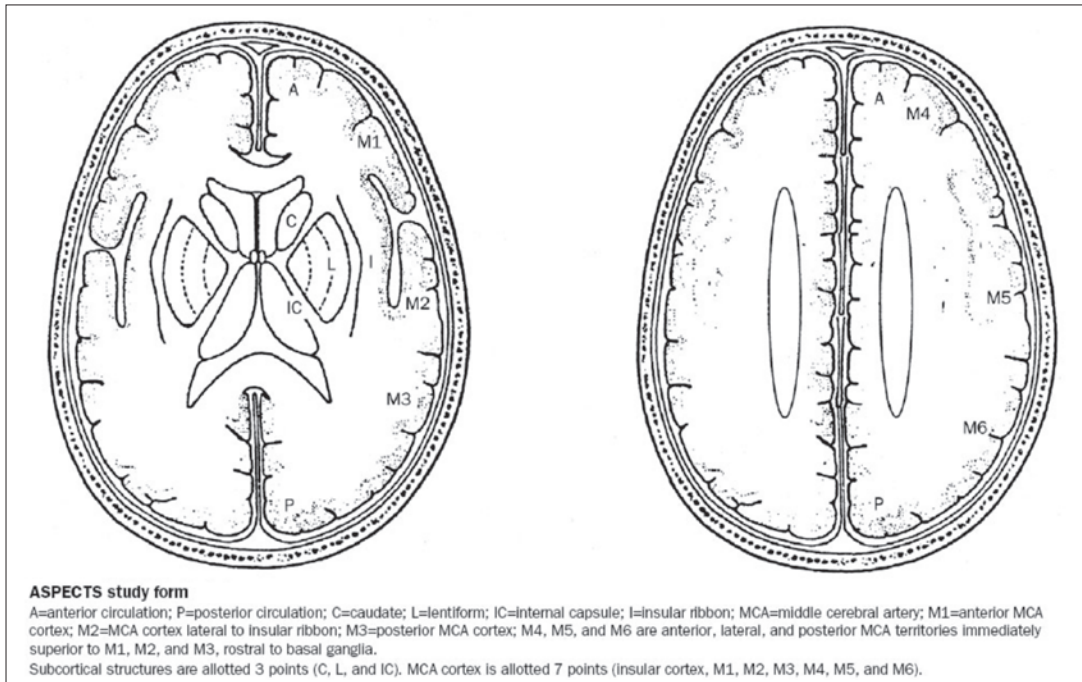 A
M1
C
L
I
IC
M2
M3
P
A
M4
M5
M6
P
ASPECTS study form
A=anterior circulation; P=posterior circulation; C=caudate; L=lentiform; IC=internal capsule; I=insular ribbon; MCA=middle cerebral artery; M1=anterior MCA
cortex; M2=MCA cortex lateral to insular ribbon; M3=posterior MCA cortex; M4, M5, and M6 are anterior, lateral, and posterior MCA territories immediately
superior to M1, M2, and M3, rostral to basal ganglia.
Subcortical structures are allotted 3 points (C, L, and IC). MCA cortex is allotted 7 points (insular cortex, M1, M2, M3, M4, M5, and M6).